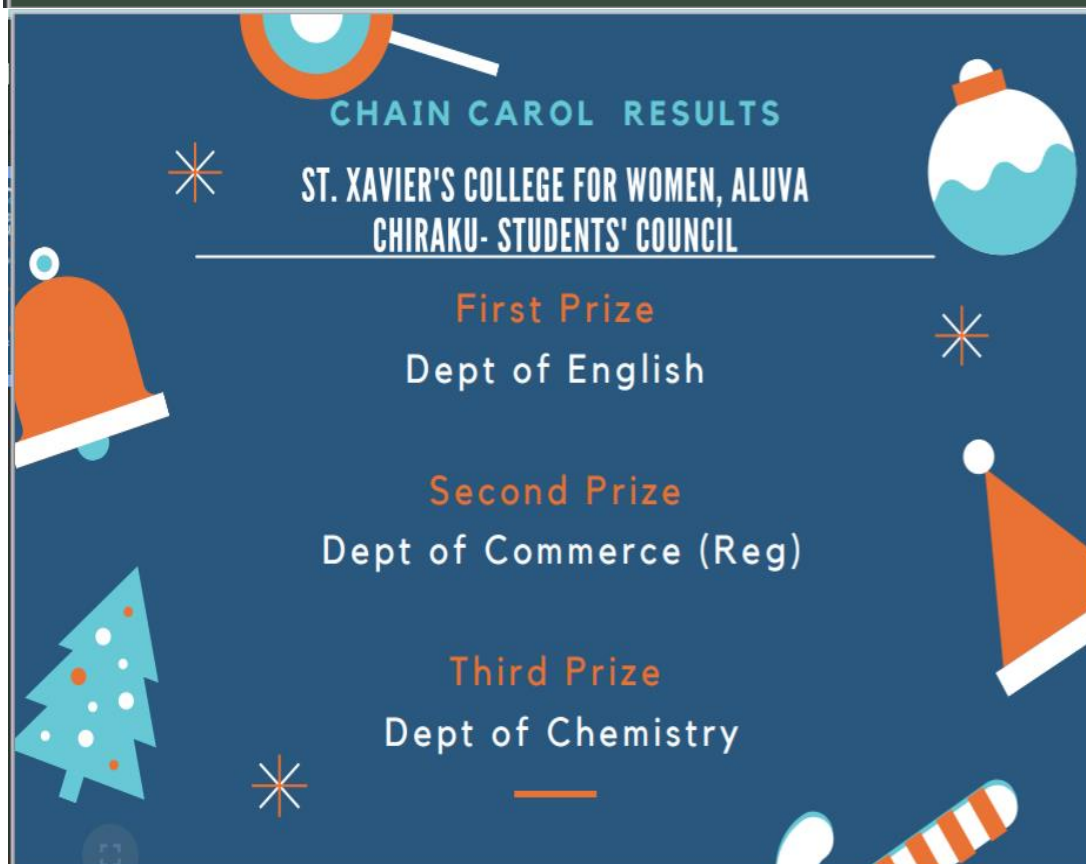 CHAIN CAROL RESULTS
ST. XAVIER'S COLLEGE FOR WOMEN, ALUVA
CHIRAKU- STUDENTS' COUNCIL
First Prize
Dept of English
Second Prize
Dept of Commerce (Reg)
Third Prize
Dept of Chemistry